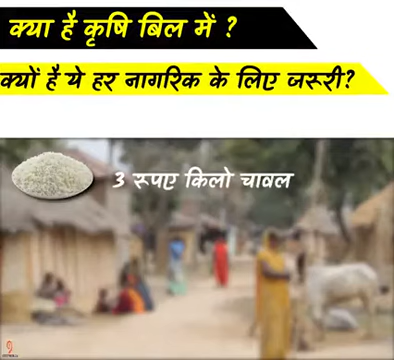 क्या है कृषि बिल में ?
क्यों है ये हर नागरिक के लिए जरूरी?
3 रूपए किलो चावल